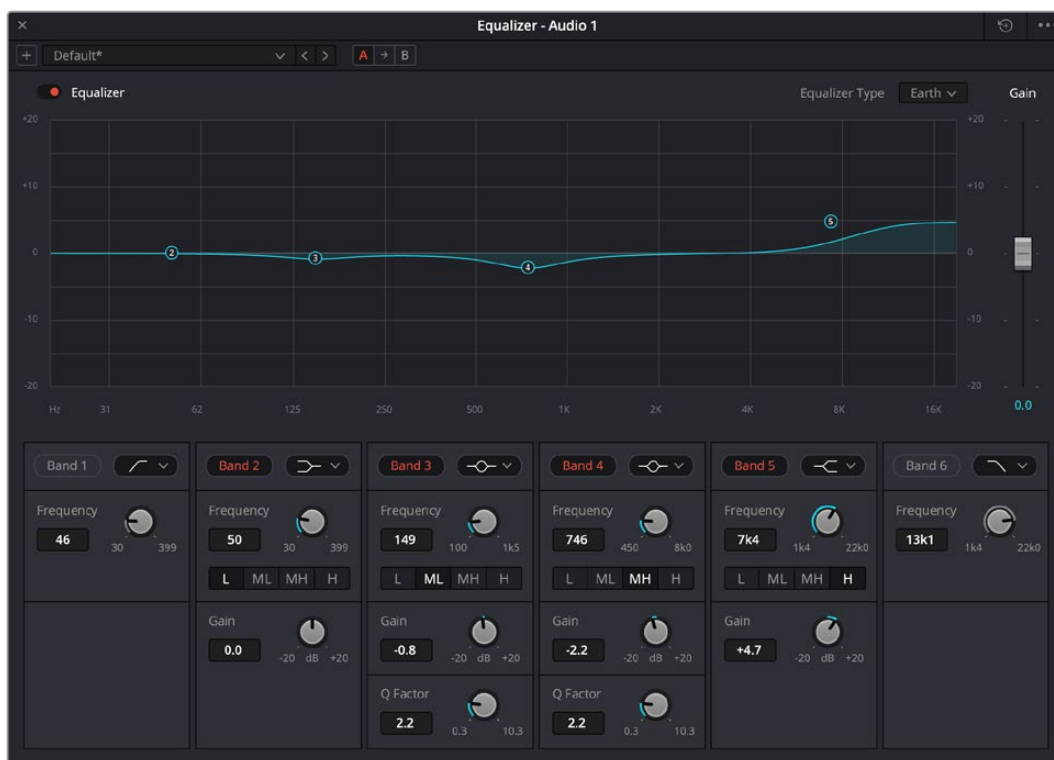 Equalizer - Audio 1
Default*
A B
Equalizer
Equalizer Type Earth Gain
+20 +20
+10 +10
0 0
-10 -10
-20 -20
Hz 31 62 125 250 500 1K 2K 4K 8K 16K
0.0
2 3 4 5
Band 1 Band 2 Band 3 Band 4 Band 5 Band 6
Frequency Frequency Frequency Frequency Frequency Frequency
46 50 149 746 7k4 13k1
30 399 30 399 100 1k5 450 8k0 1k4 22k0 1k4 22k0
L ML MH H L ML MH H L ML MH H L ML MH H
Gain Gain Gain Gain
0.0 -0.8 -2.2 +4.7
-20 dB +20 -20 dB +20 -20 dB +20 -20 dB +20
Q Factor Q Factor
2.2 2.2
0.3 10.3 0.3 10.3